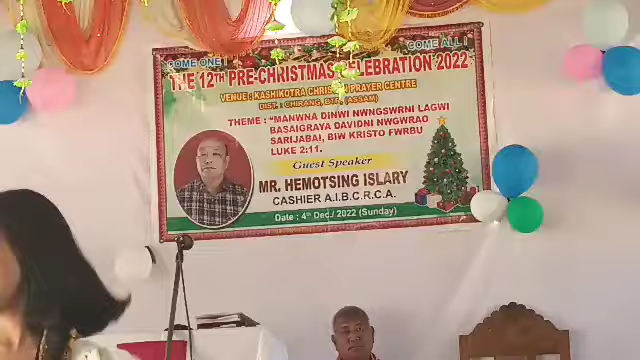 COME ONE !
COME ALL !
THE 12TH PRE-CHRISTMAS CELEBRATION 2022
VENUE : KASHIKOTRA CHRISTIAN PRAYER CENTRE
DIST. : CHIRANG, BTR, (ASSAM)
THEME : "MANWNA DINWI NWNGSWRNI LAGWI
BASAIGRAYA DAVIDNI NWGWRAO
SARIJABAI, BIW KRISTO FWRBU
LUKE 2:11.
Guest Speaker
MR. HEMOTSING ISLARY
CASHIER A.I.B.C.R.C.A.
Date : 4th Dec./ 2022 (Sunday)